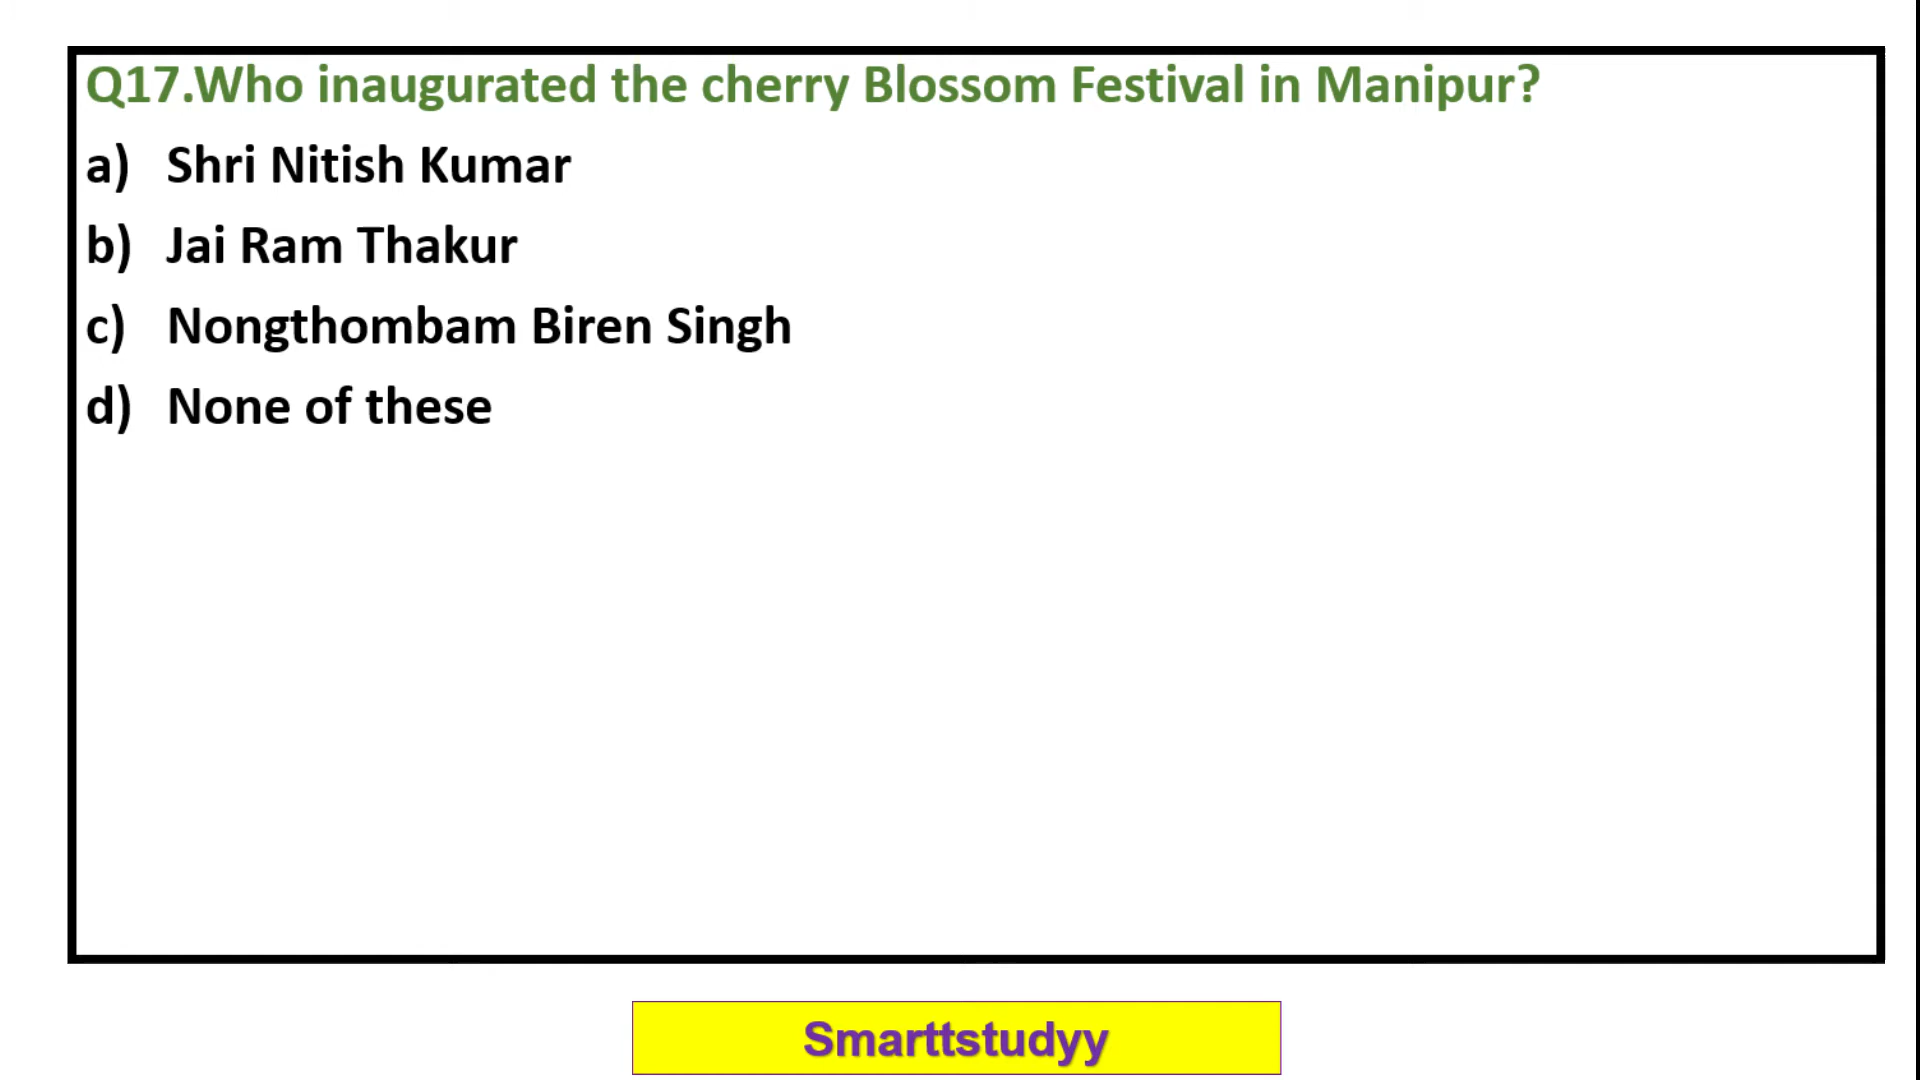 Q17.Who inaugurated the cherry Blossom Festival in Manipur?
a) Shri Nitish Kumar
b) Jai Ram Thakur
c) Nongthombam Biren Singh
d) None of these
Smarttstudyy